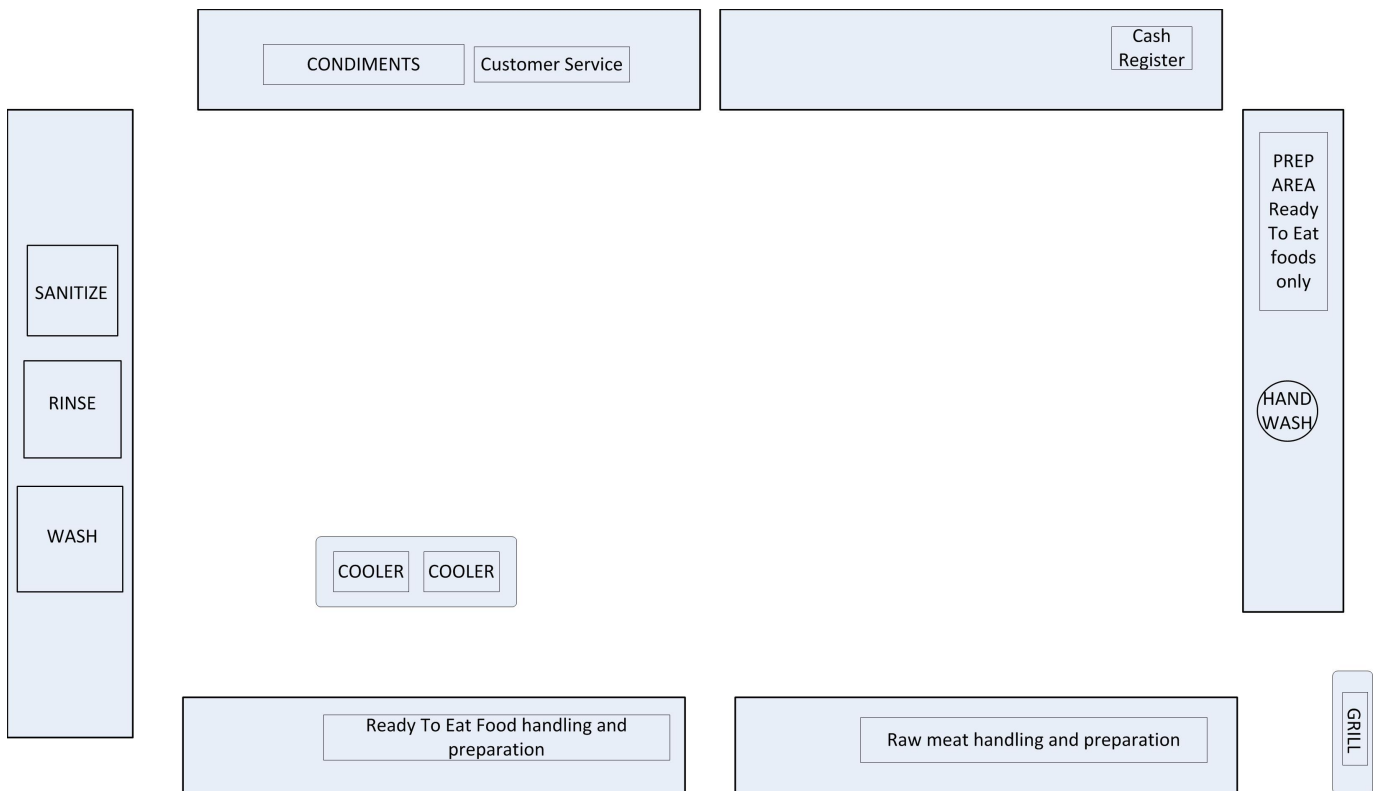 CONDIMENTS
Customer Service
Cash
Register
SANITIZE
RINSE
WASH
COOLER
COOLER
PREP
AREA
Ready
To Eat
foods
only
HAND
WASH
Ready To Eat Food handling and
preparation
Raw meat handling and preparation
GRILL